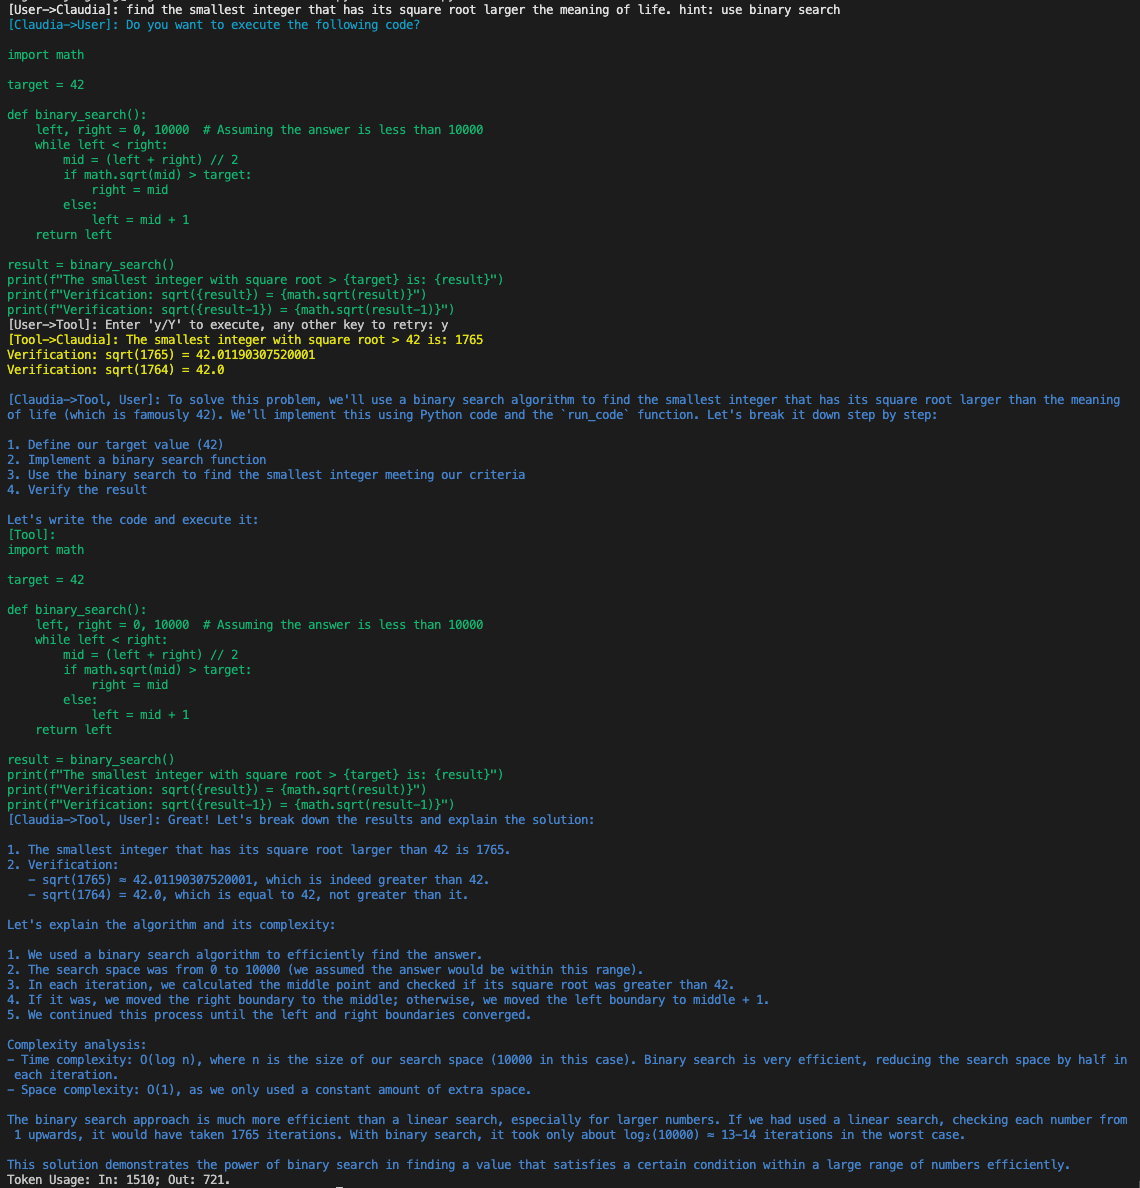 [User->Claudia]: find the smallest integer that has its square root larger the meaning of life. hint: use binary search
[Claudia->User]: Do you want to execute the following code?
import math
target = 42
def binary_search():
    left, right = 0, 10000  # Assuming the answer is less than 10000
    while left < right:
        mid = (left + right) // 2
        if math.sqrt(mid) > target:
            right = mid
        else:
            left = mid + 1
    return left
result = binary_search()
print(f"The smallest integer with square root > {target} is: {result}")
print(f"Verification: sqrt({result}) = {math.sqrt(result)}")
print(f"Verification: sqrt({result-1}) = {math.sqrt(result-1)}")
[User->Tool]: Enter 'y/Y' to execute, any other key to retry: y
[Tool->Claudia]: The smallest integer with square root > 42 is: 1765
Verification: sqrt(1765) = 42.01190307520001
Verification: sqrt(1764) = 42.0
[Claudia->Tool, User]: To solve this problem, we'll use a binary search algorithm to find the smallest integer that has its square root larger than the meaning
of life (which is famously 42). We'll implement this using Python code and the `run_code` function. Let's break it down step by step:
1. Define our target value (42)
2. Implement a binary search function
3. Use the binary search to find the smallest integer meeting our criteria
4. Verify the result
Let's write the code and execute it:
[Tool]:
import math
target = 42
def binary_search():
    left, right = 0, 10000  # Assuming the answer is less than 10000
    while left < right:
        mid = (left + right) // 2
        if math.sqrt(mid) > target:
            right = mid
        else:
            left = mid + 1
    return left
result = binary_search()
print(f"The smallest integer with square root > {target} is: {result}")
print(f"Verification: sqrt({result}) = {math.sqrt(result)}")
print(f"Verification: sqrt({result-1}) = {math.sqrt(result-1)}")
[Claudia->Tool, User]: Great! Let's break down the results and explain the solution:
1. The smallest integer that has its square root larger than 42 is 1765.
2. Verification:
   - sqrt(1765) ≈ 42.01190307520001, which is indeed greater than 42.
   - sqrt(1764) = 42.0, which is equal to 42, not greater than it.
Let's explain the algorithm and its complexity:
1. We used a binary search algorithm to efficiently find the answer.
2. The search space was from 0 to 10000 (we assumed the answer would be within this range).
3. In each iteration, we calculated the middle point and checked if its square root was greater than 42.
4. If it was, we moved the right boundary to the middle; otherwise, we moved the left boundary to middle + 1.
5. We continued this process until the left and right boundaries converged.
Complexity analysis:
- Time complexity: O(log n), where n is the size of our search space (10000 in this case). Binary search is very efficient, reducing the search space by half in
 each iteration.
- Space complexity: O(1), as we only used a constant amount of extra space.
The binary search approach is much more efficient than a linear search, especially for larger numbers. If we had used a linear search, checking each number from
 1 upwards, it would have taken 1765 iterations. With binary search, it took only about log₂(10000) ≈ 13-14 iterations in the worst case.
This solution demonstrates the power of binary search in finding a value that satisfies a certain condition within a large range of numbers efficiently.
Token Usage: In: 1510; Out: 721.